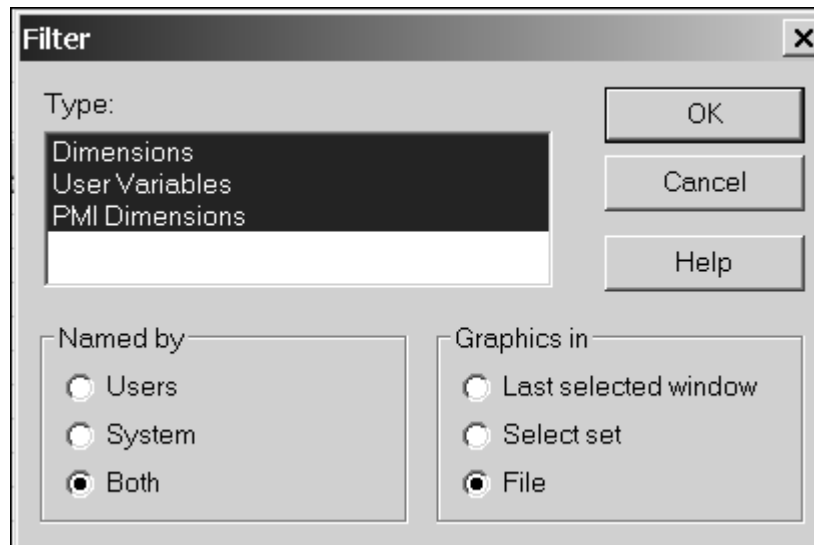 Filter
Type:
Dimensions
User Variables
PMI Dimensions
OK
Cancel
Help
Named by
Users
System
Both
Graphics in
Last selected window
Select set
File